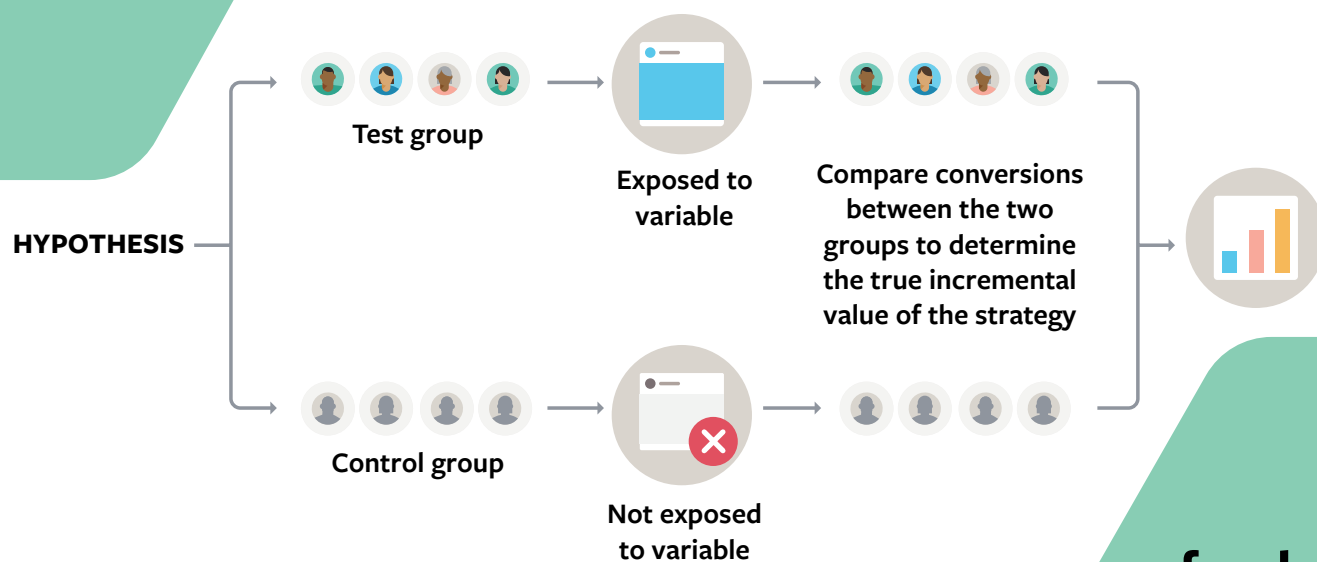 HYPOTHESIS
Test group
Exposed to
variable
Compare conversions
between the two
groups to determine
the true incremental
value of the strategy
Control group
Not exposed
to variable